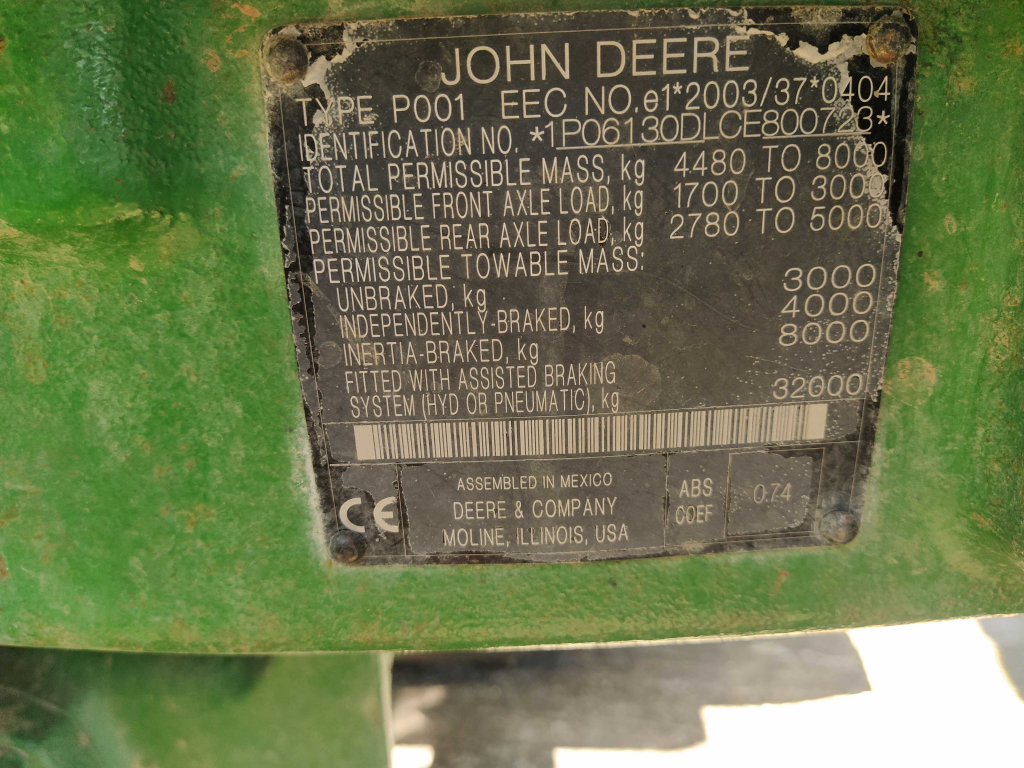 JOHN DEERE
TYPE P001 EEC NO. e1*2003/37*0404
IDENTIFICATION NO. *1P06130DLCE800723*
TOTAL PERMISSIBLE MASS, kg 4480 TO 8000
PERMISSIBLE FRONT AXLE LOAD, kg 1700 TO 3000
PERMISSIBLE REAR AXLE LOAD, kg 2780 TO 5000
PERMISSIBLE TOWABLE MASS:
UNBRAKED, kg 3000
INDEPENDENTLY-BRAKED, kg 4000
INERTIA-BRAKED, kg 8000
FITTED WITH ASSISTED BRAKING
SYSTEM (HYD OR PNEUMATIC), kg 32000
CE
ASSEMBLED IN MEXICO
DEERE & COMPANY
MOLINE, ILLINOIS, USA
ABS
COEF
0.74